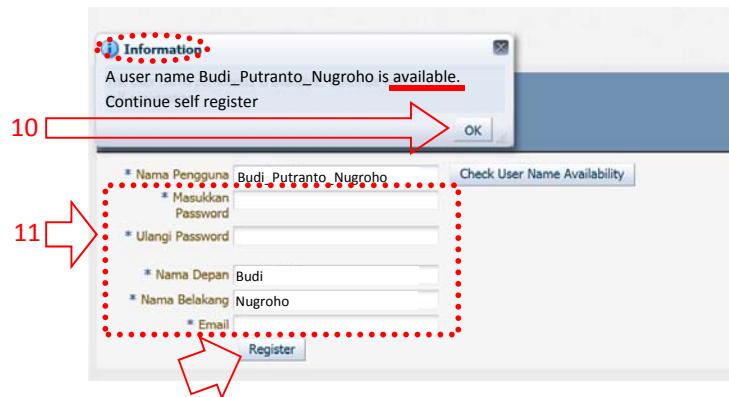 Information
A user name Budi_Putranto_Nugroho is available.
Continue self register
10
OK
* Nama Pengguna Budi_Putranto_Nugroho Check User Name Availability
* Masukkan
Password
11
* Ulangi Password
* Nama Depan Budi
* Nama Belakang Nugroho
* Email
Register